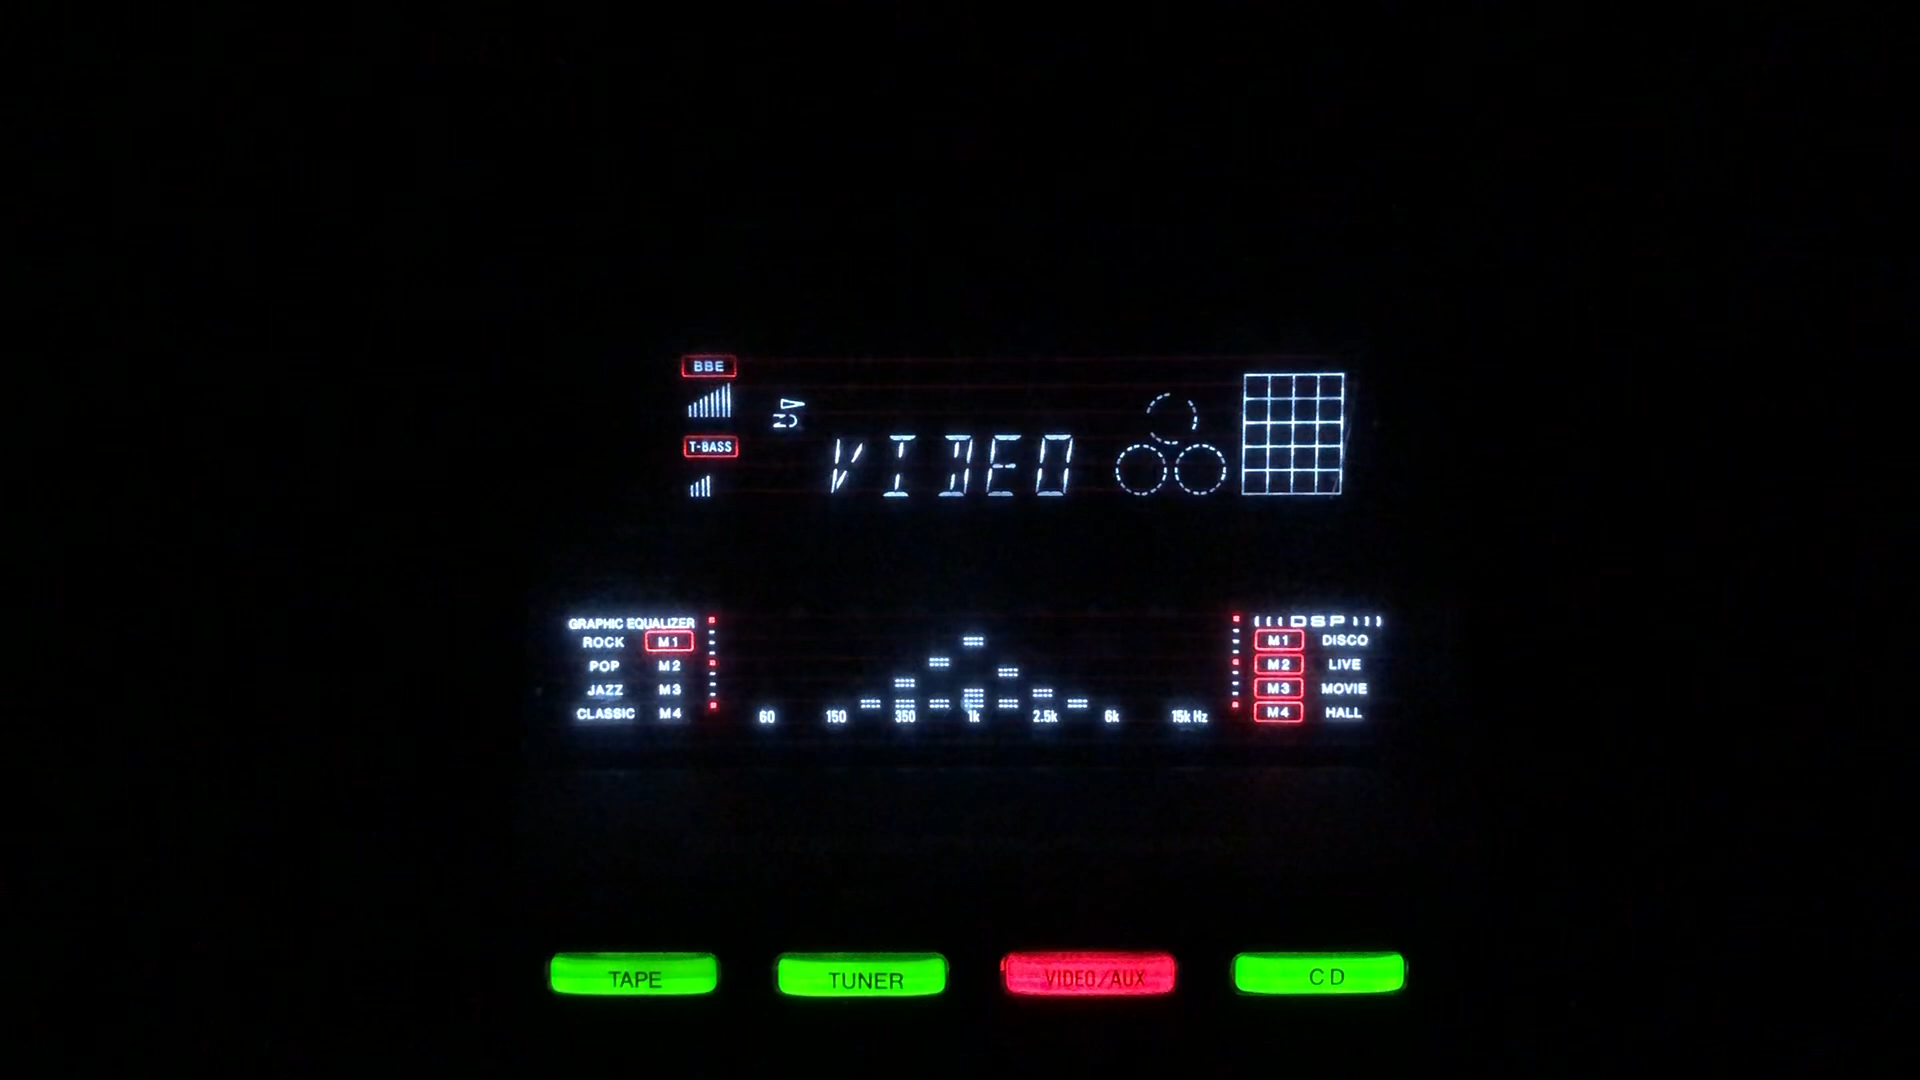 BBE
T-BASS
2
VIDEO
GRAPHIC EQUALIZER
ROCK M1
POP M2
JAZZ M3
CLASSIC M4
60 150 350 1k 2.5k 6k 15k Hz
DSP
M1 DISCO
M2 LIVE
M3 MOVIE
M4 HALL
TAPE TUNER VIDEO/AUX CD